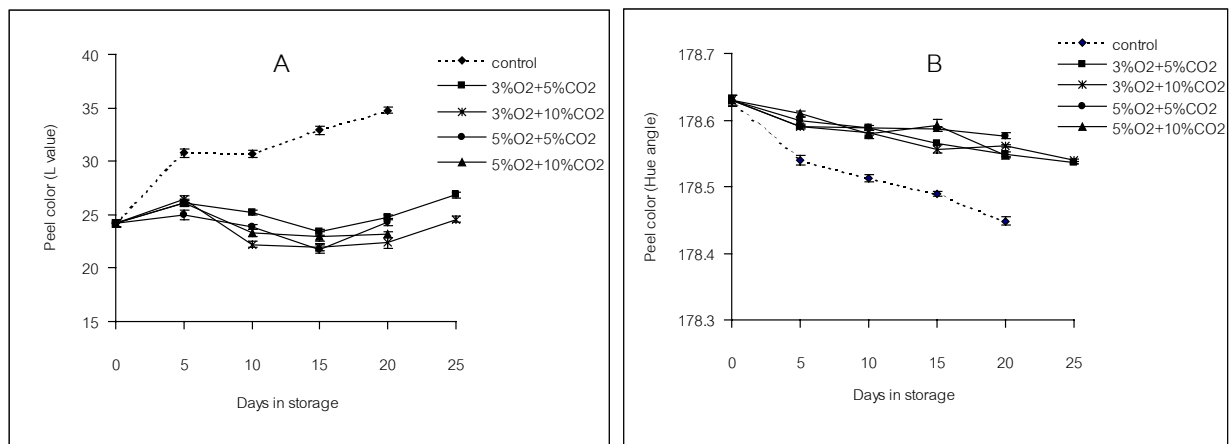 A
40
35
30
25
20
15
Peel color (L value)
0 5 10 15 20 25
Days in storage
control
3%O2+5%CO2
3%O2+10%CO2
5%O2+5%CO2
5%O2+10%CO2
B
178.7
178.6
178.5
178.4
178.3
Peel color (Hue angle)
0 5 10 15 20 25
Days in storage
control
3%O2+5%CO2
3%O2+10%CO2
5%O2+5%CO2
5%O2+10%CO2